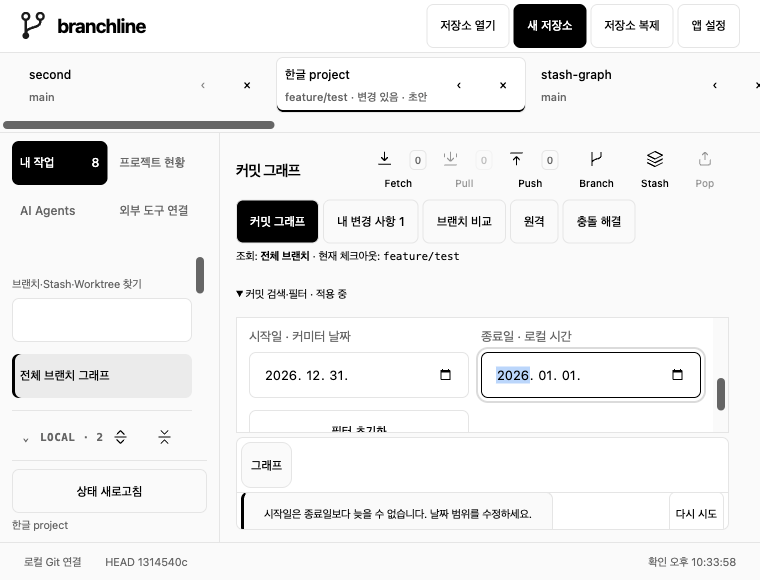 branchline
저장소 열기
새 저장소
저장소 복제
앱 설정
second
main
한글 project
feature/test · 변경 있음 · 초안
stash-graph
main
내 작업 8
프로젝트 현황
AI Agents
외부 도구 연결
브랜치·Stash·Worktree 찾기
전체 브랜치 그래프
LOCAL · 2
상태 새로고침
한글 project
커밋 그래프
0 0 0
Fetch Pull Push Branch Stash Pop
커밋 그래프
내 변경 사항 1
브랜치 비교
원격
충돌 해결
조회: 전체 브랜치 · 현재 체크아웃: feature/test
▼커밋 검색·필터 · 적용 중
시작일 · 커미터 날짜
종료일 · 로컬 시간
2026. 12. 31.
2026. 01. 01.
필터 초기화
그래프
시작일은 종료일보다 늦을 수 없습니다. 날짜 범위를 수정하세요.
다시 시도
로컬 Git 연결
HEAD 1314540c
확인 오후 10:33:58